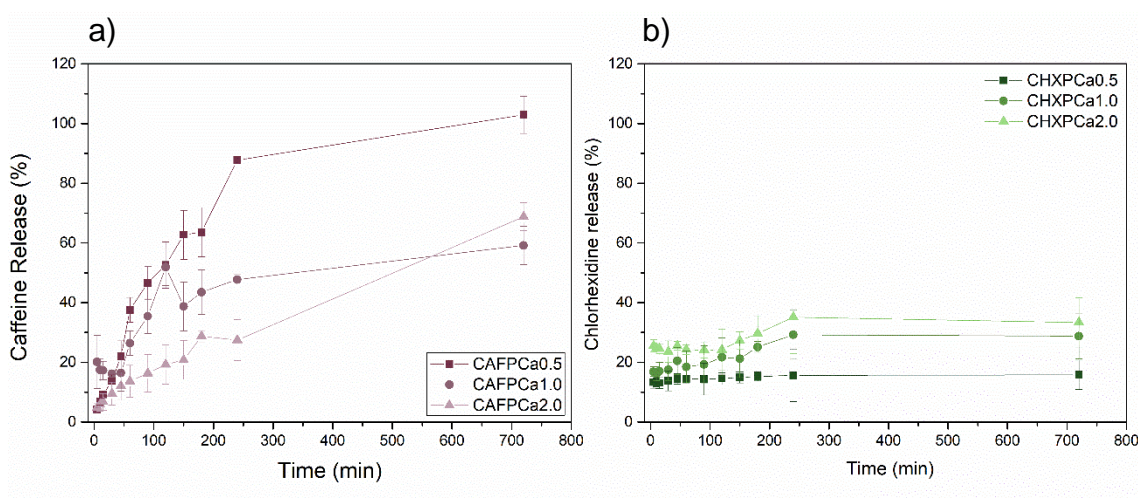 a)
120
100
80
60
40
20
0
Caffeine Release (%)
0 100 200 300 400 500 600 700 800
Time (min)
CAFPCa0.5
CAFPCa1.0
CAFPCa2.0
b)
120
100
80
60
40
20
0
Chlorhexidine release (%)
0 100 200 300 400 500 600 700 800
Time (min)
CHXPCa0.5
CHXPCa1.0
CHXPCa2.0